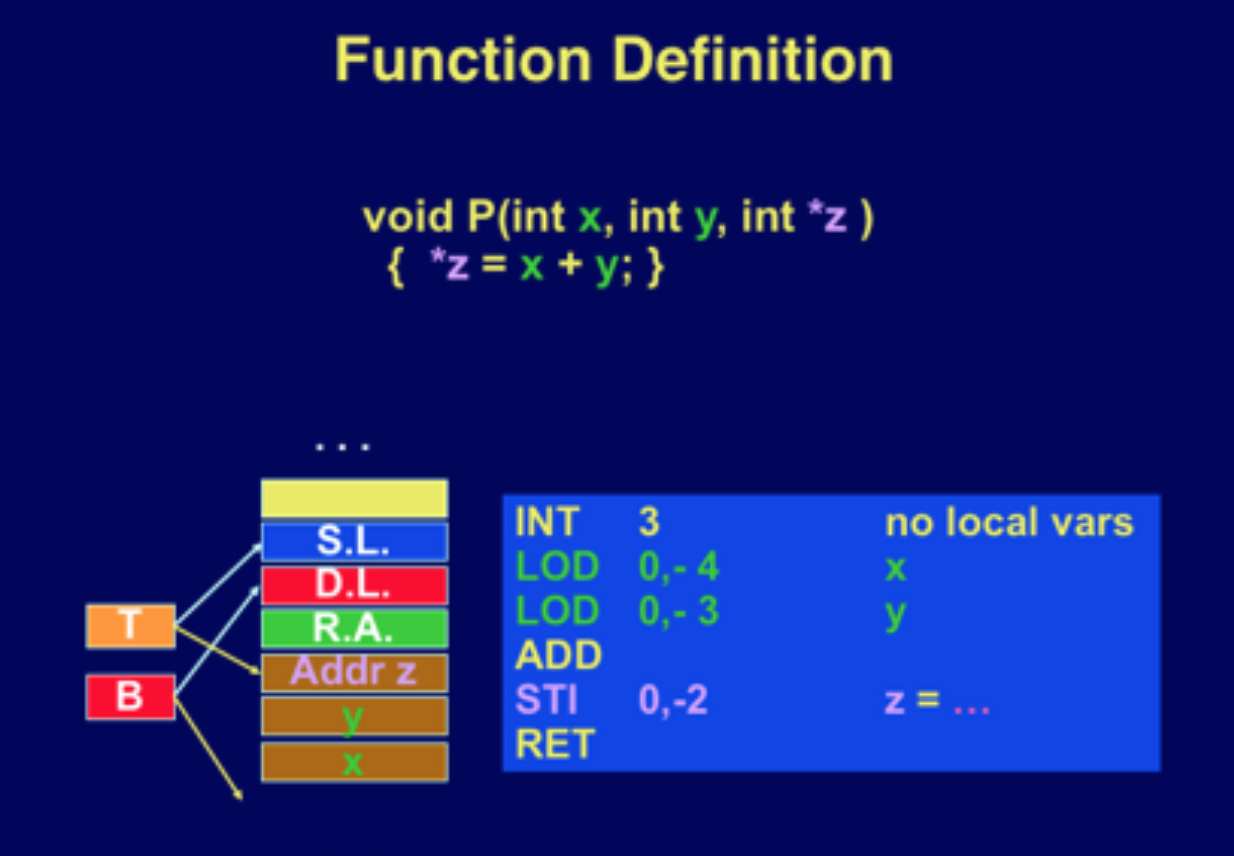 Function Definition
void P(int x, int y, int *z )
{ *z = x + y; }
. . .
S.L.
D.L.
R.A.
Addr z
y
x
T
B
INT 3 no local vars
LOD 0,- 4 x
LOD 0,- 3 y
ADD
STI 0,-2 z = …
RET